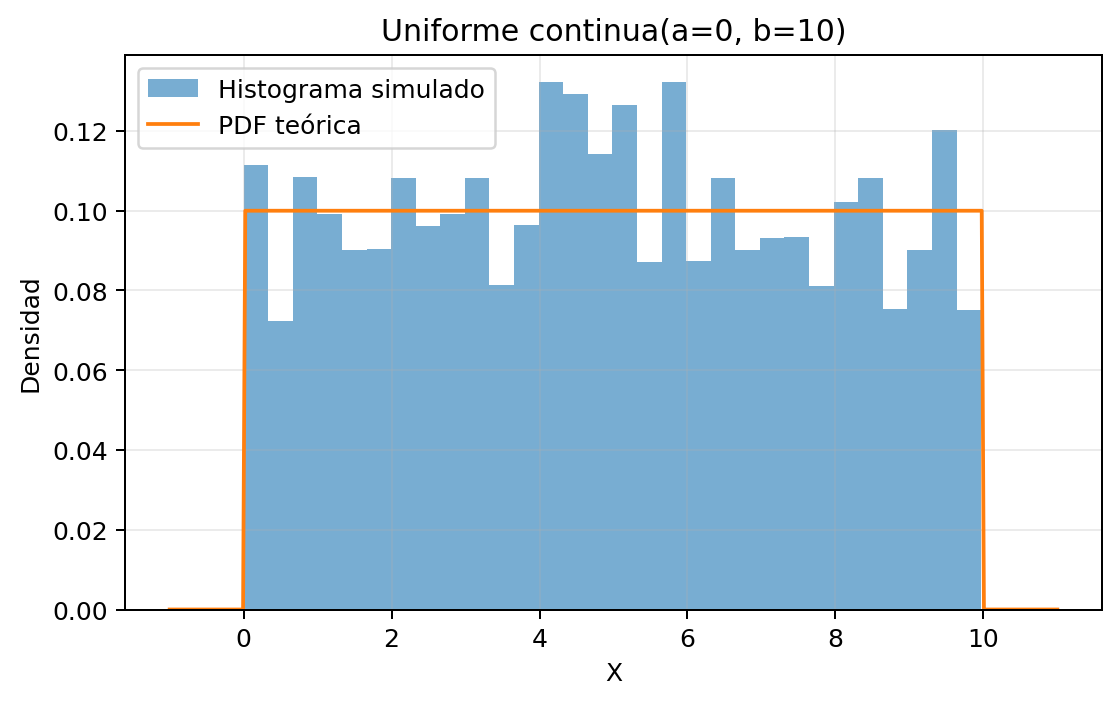 Uniforme continua(a=0, b=10)
Histograma simulado
PDF teórica
0.12
0.10
0.08
0.06
0.04
0.02
0.00
Densidad
0 2 4 6 8 10
X